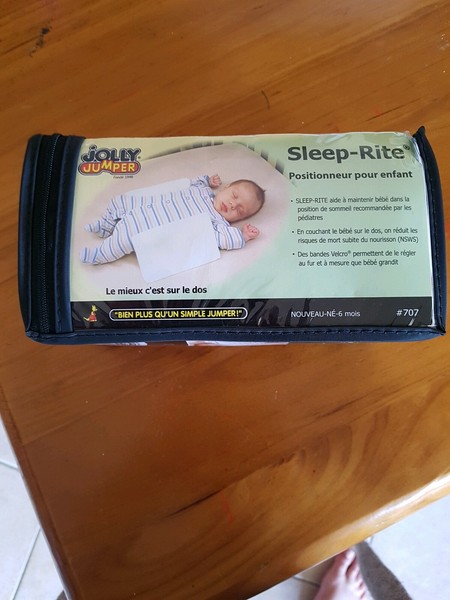 JOLLY
JUMPER
Sleep-Rite®
Positionneur pour enfant
• SLEEP-RITE aide à maintenir bébé dans la
position de sommeil recommandée par les
pédiatres
• En couchant le bébé sur le dos, on réduit les
risques de mort subite du nourisson (NSWS)
• Des bandes Velcro® permettent de le régler
au fur et à mesure que bébé grandit
Le mieux c'est sur le dos
"BIEN PLUS QU'UN SIMPLE JUMPER!"
NOUVEAU-NÉ-6 mois
#707